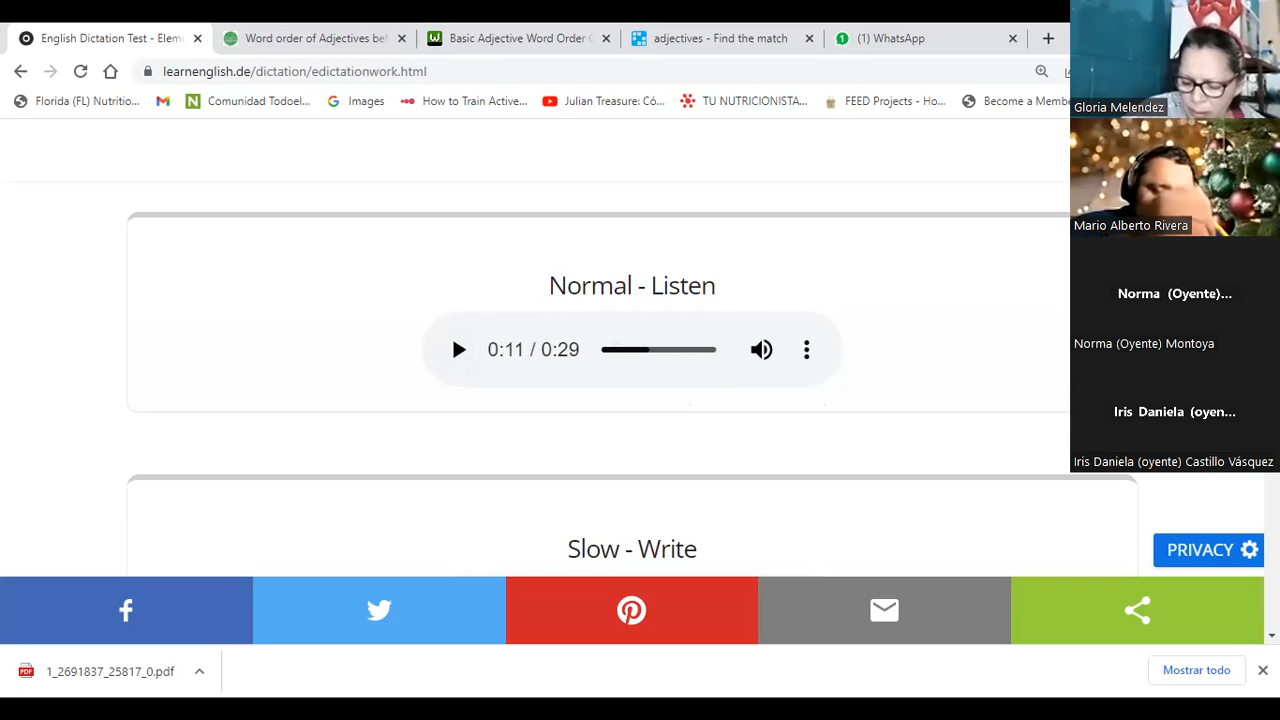 English Dictation Test - Eleme
Word order of Adjectives bef
Basic Adjective Word Order C
adjectives - Find the match
(1) WhatsApp
learnenglish.de/dictation/edictationwork.html
Florida (FL) Nutritio...
Comunidad Todoel...
Images
How to Train Active...
Julian Treasure: Có...
TU NUTRICIONISTA...
FEED Projects - Ho...
Become a Membe
Gloria Melendez
Mario Alberto Rivera
Norma (Oyente)...
Norma (Oyente) Montoya
Iris Daniela (oyen...
Iris Daniela (oyente) Castillo Vásquez
Normal - Listen
0:11 / 0:29
Slow - Write
PRIVACY
1_2691837_25817_0.pdf
Mostrar todo